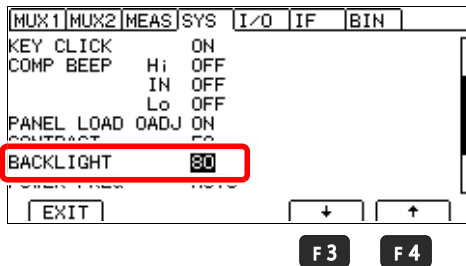 MUX1 MUX2 MEAS SYS I/O IF BIN
KEY CLICK ON
COMP BEEP Hi OFF
IN OFF
Lo OFF
PANEL LOAD OADJ ON
BACKLIGHT 80
EXIT ↓ ↑
F3 F4